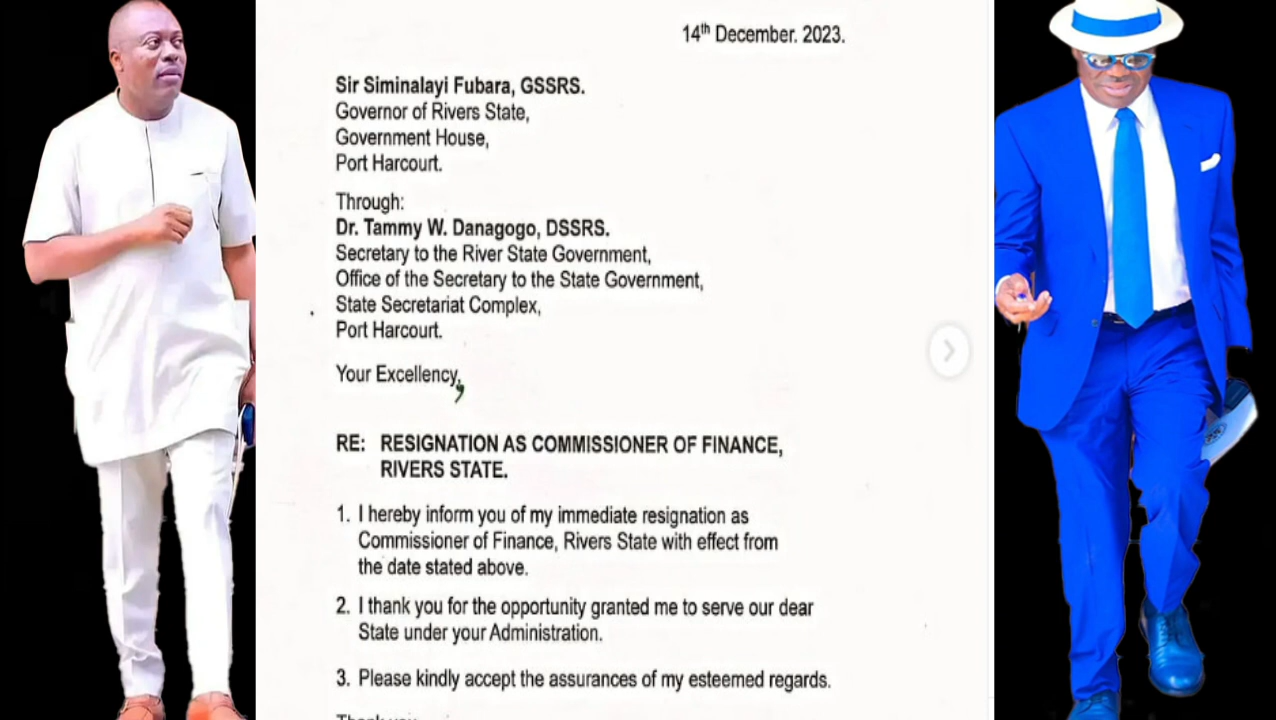 14th December. 2023.
Sir Siminalayi Fubara, GSSRS.
Governor of Rivers State,
Government House,
Port Harcourt.
Through:
Dr. Tammy W. Danagogo, DSSRS.
Secretary to the River State Government,
Office of the Secretary to the State Government,
State Secretariat Complex,
Port Harcourt.
Your Excellency,
RE: RESIGNATION AS COMMISSIONER OF FINANCE,
RIVERS STATE.
1. I hereby inform you of my immediate resignation as
Commissioner of Finance, Rivers State with effect from
the date stated above.
2. I thank you for the opportunity granted me to serve our dear
State under your Administration.
3. Please kindly accept the assurances of my esteemed regards.
Thank you